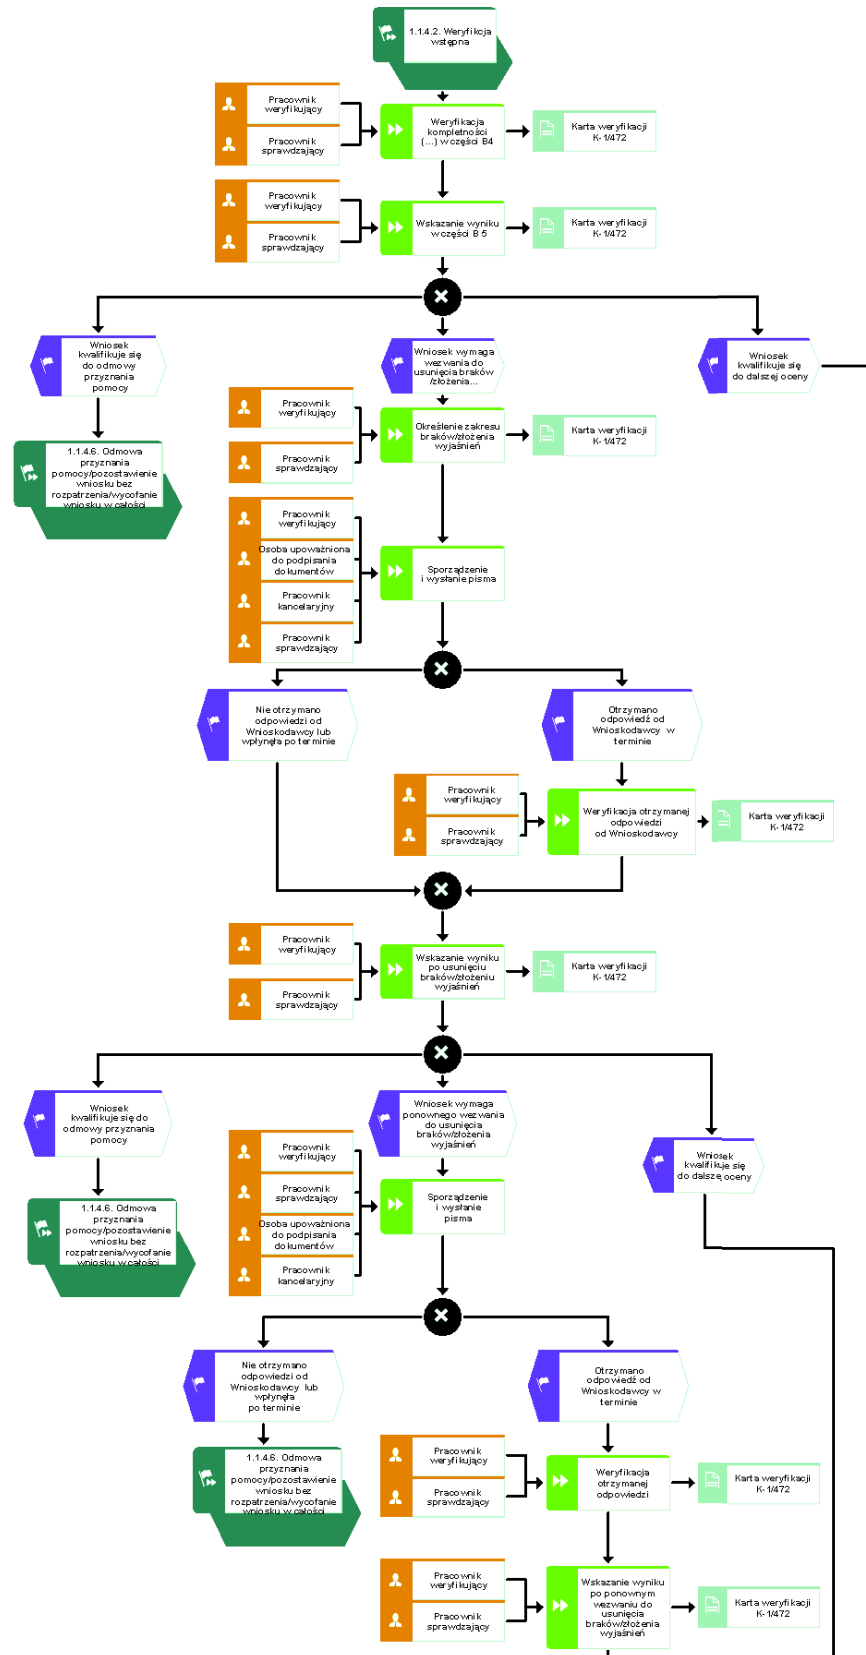 1.1.4.2. Weryfikacja
wstępna
Pracownik
weryfikujący
Pracownik
sprawdzający
Weryfikacja
kompletności
(...) w części B4
Karta weryfikacji
K-1/472
Pracownik
weryfikujący
Pracownik
sprawdzający
Wskazanie wyniku
w części B 5
Karta weryfikacji
K-1/472
Wniosek
kwalifikuje się
do odmowy
przyznania
pomocy
Wniosek wymaga
wezwania do
usunięcia braków
/złożenia...
Wniosek
kwalifikuje się
do dalszej oceny
1.1.4.6. Odmowa
przyznania
pomocy/pozostawienie
wniosku bez
rozpatrzenia/wycofanie
wniosku w całości
Pracownik
weryfikujący
Pracownik
sprawdzający
Określenie zakresu
braków/złożenia
wyjaśnień
Karta weryfikacji
K-1/472
Pracownik
weryfikujący
Osoba upoważniona
do podpisania
dokumentów
Pracownik
kancelaryjny
Pracownik
sprawdzający
Sporządzenie
i wysłanie pisma
Nie otrzymano
odpowiedzi od
Wnioskodawcy lub
wpłynęła po terminie
Otrzymano
odpowiedź od
Wnioskodawcy w
terminie
Pracownik
weryfikujący
Pracownik
sprawdzający
Weryfikacja otrzymanej
odpowiedzi
od Wnioskodawcy
Karta weryfikacji
K-1/472
Pracownik
weryfikujący
Pracownik
sprawdzający
Wskazanie wyniku
po usunięciu
braków/złożeniu
wyjaśnień
Karta weryfikacji
K-1/472
Wniosek
kwalifikuje się do
odmowy przyznania
pomocy
Wniosek wymaga
ponownego wezwania
do usunięcia
braków/złożenia
wyjaśnień
Wniosek
kwalifikuje się
do dalszej oceny
1.1.4.6. Odmowa
przyznania
pomocy/pozostawienie
wniosku bez
rozpatrzenia/wycofanie
wniosku w całości
Pracownik
weryfikujący
Pracownik
sprawdzający
Osoba upoważniona
do podpisania
dokumentów
Pracownik
kancelaryjny
Sporządzenie
i wysłanie
pisma
Nie otrzymano
odpowiedzi od
Wnioskodawcy lub
wpłynęła
po terminie
Otrzymano
odpowiedź od
Wnioskodawcy w
terminie
1.1.4.6. Odmowa
przyznania
pomocy/pozostawienie
wniosku bez
rozpatrzenia/wycofanie
wniosku w całości
Pracownik
weryfikujący
Pracownik
sprawdzający
Weryfikacja
otrzymanej
odpowiedzi
Karta weryfikacji
K-1/472
Pracownik
weryfikujący
Pracownik
sprawdzający
Wskazanie wyniku
po ponownym
wezwaniu do
usunięcia
braków/złożenia
wyjaśnień
Karta weryfikacji
K-1/472